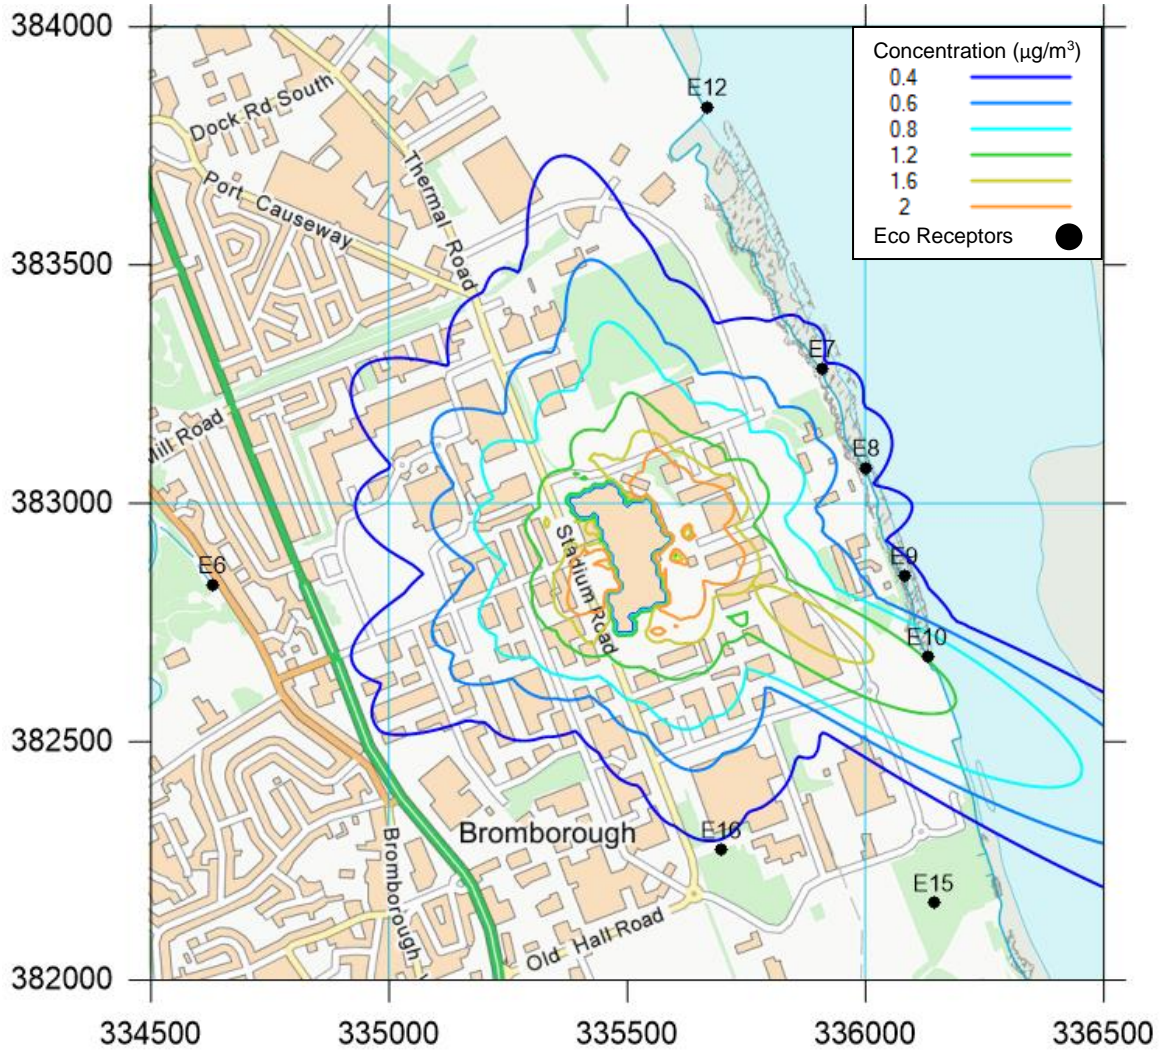 384000
383500
383000
382500
382000
334500
335000
335500
336000
336500
Concentration (µg/m³)
0.4
0.6
0.8
1.2
1.6
2
Eco Receptors
E12
Dock Rd South
Thermal Road
Port Causeway
E7
Mill Road
E8
Stadium Road
E6
E9
E10
Bromborough
E16
Bromborough
E15
Old Hall Road